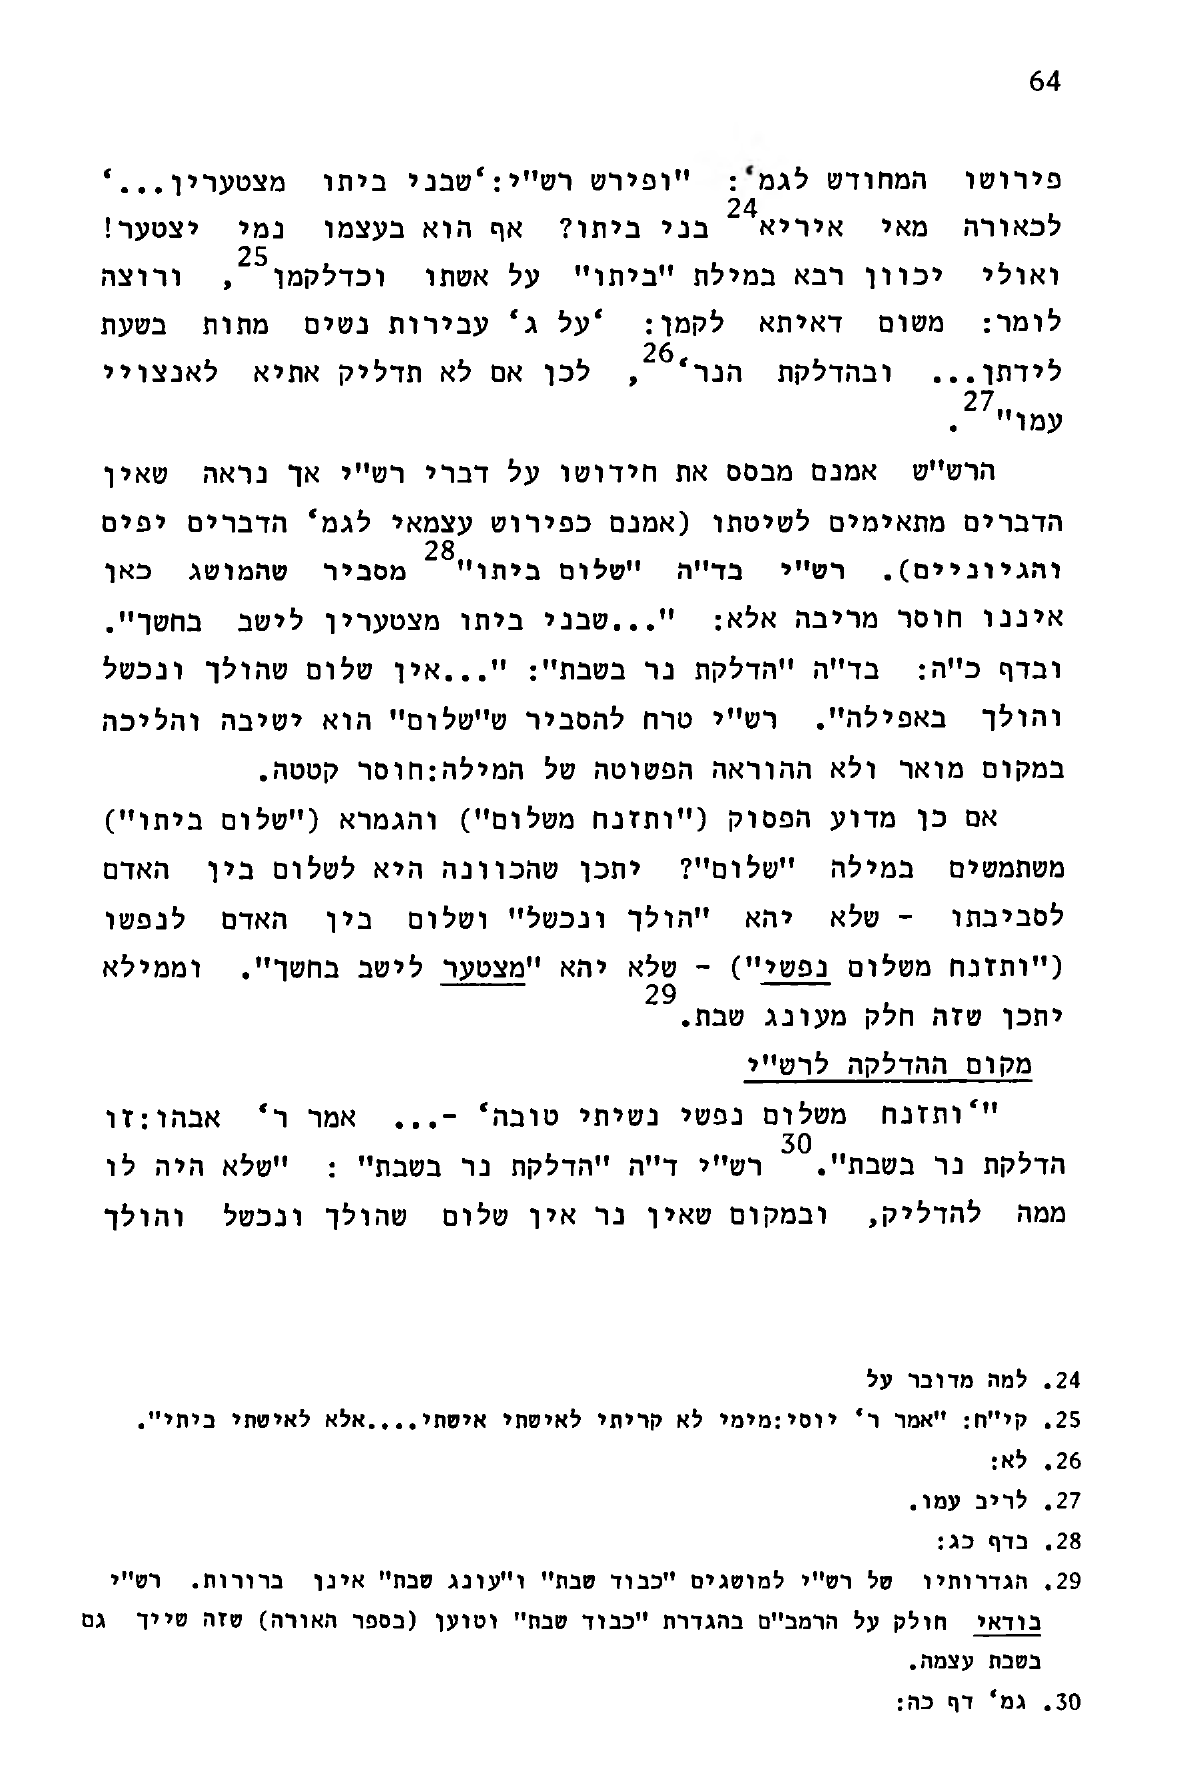 64
פירושו המחודש לגמ': "ופירש רש"י:'שבני ביתו מצטערין...'
לכאורה מאי איריא24 בני ביתו? אף הוא בעצמו נמי יצטער!
ואולי יכוון רבא במילת "ביתו" על אשתו וכדלקמן25, ורוצה
לומר: משום דאיתא לקמן: 'על ג' עבירות נשים מתות בשעת
לידתן... ובהדלקת הנר'26, לכן אם לא תדליק אתיא לאנצויי
עמו"27.
הרש"ש אמנם מבסס את חידושו על דברי רש"י אך נראה שאין
הדברים מתאימים לשיטתו (אמנם כפירוש עצמאי לגמ' הדברים יפים
והגיוניים). רש"י בד"ה "שלום ביתו"28 מסביר שהמושג כאן
איננו חוסר מריבה אלא: "...שבני ביתו מצטערין לישב בחשך".
ובדף כ"ה: בד"ה "הדלקת נר בשבת": "...אין שלום שהולך ונכשל
והולך באפילה". רש"י טרח להסביר ש"שלום" הוא ישיבה והליכה
במקום מואר ולא ההוראה הפשוטה של המילה:חוסר קטטה.
אם כן מדוע הפסוק ("ותזנח משלום") והגמרא ("שלום ביתו")
משתמשים במילה "שלום"? יתכן שהכוונה היא לשלום בין האדם
לסביבתו - שלא יהא "הולך ונכשל" ושלום בין האדם לנפשו
("ותזנח משלום נפשי") - שלא יהא "מצטער לישב בחשך". וממילא
יתכן שזה חלק מעונג שבת.29
מקום ההדלקה לרש"י
"'ותזנח משלום נפשי נשיתי טובה' -... אמר ר' אבהו:זו
הדלקת נר בשבת".30 רש"י ד"ה "הדלקת נר בשבת" : "שלא היה לו
ממה להדליק, ובמקום שאין נר אין שלום שהולך ונכשל והולך
24. למה מדובר על
25. קי"ח: "אמר ר' יוסי:מימי לא קריתי לאישתי אישתי....אלא לאישתי ביתי".
26. לא:
27. לריב עמו.
28. בדף כג:
29. הגדרותיו של רש"י למושגים "כבוד שבת" ו"עונג שבת" אינן ברורות. רש"י
בודאי חולק על הרמב"ם בהגדרת "כבוד שבת" וטוען (בספר האורה) שזה שייך גם
בשבת עצמה.
30. גמ' דף כה: